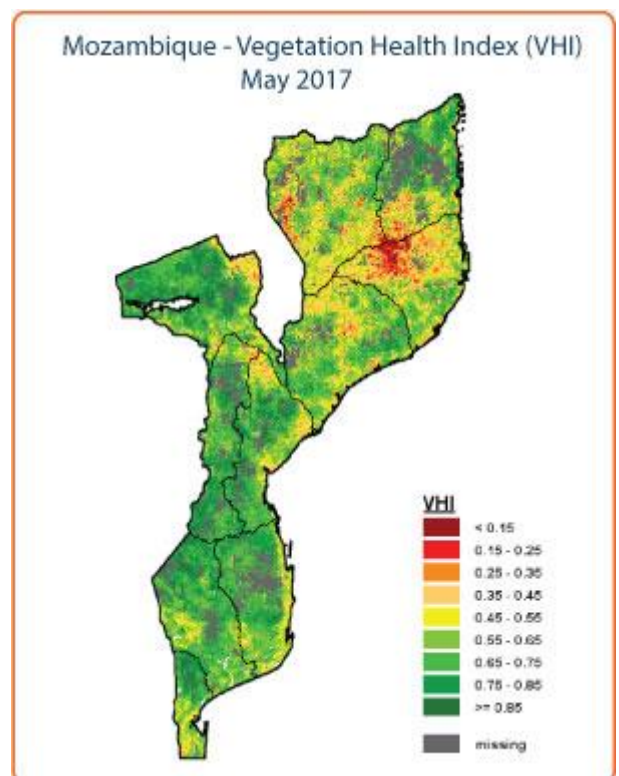 Mozambique - Vegetation Health Index (VHI)
May 2017
VHI
< 0.15
0.15 - 0.25
0.25 - 0.35
0.35 - 0.45
0.45 - 0.55
0.55 - 0.65
0.65 - 0.75
0.75 - 0.85
>= 0.85
missing